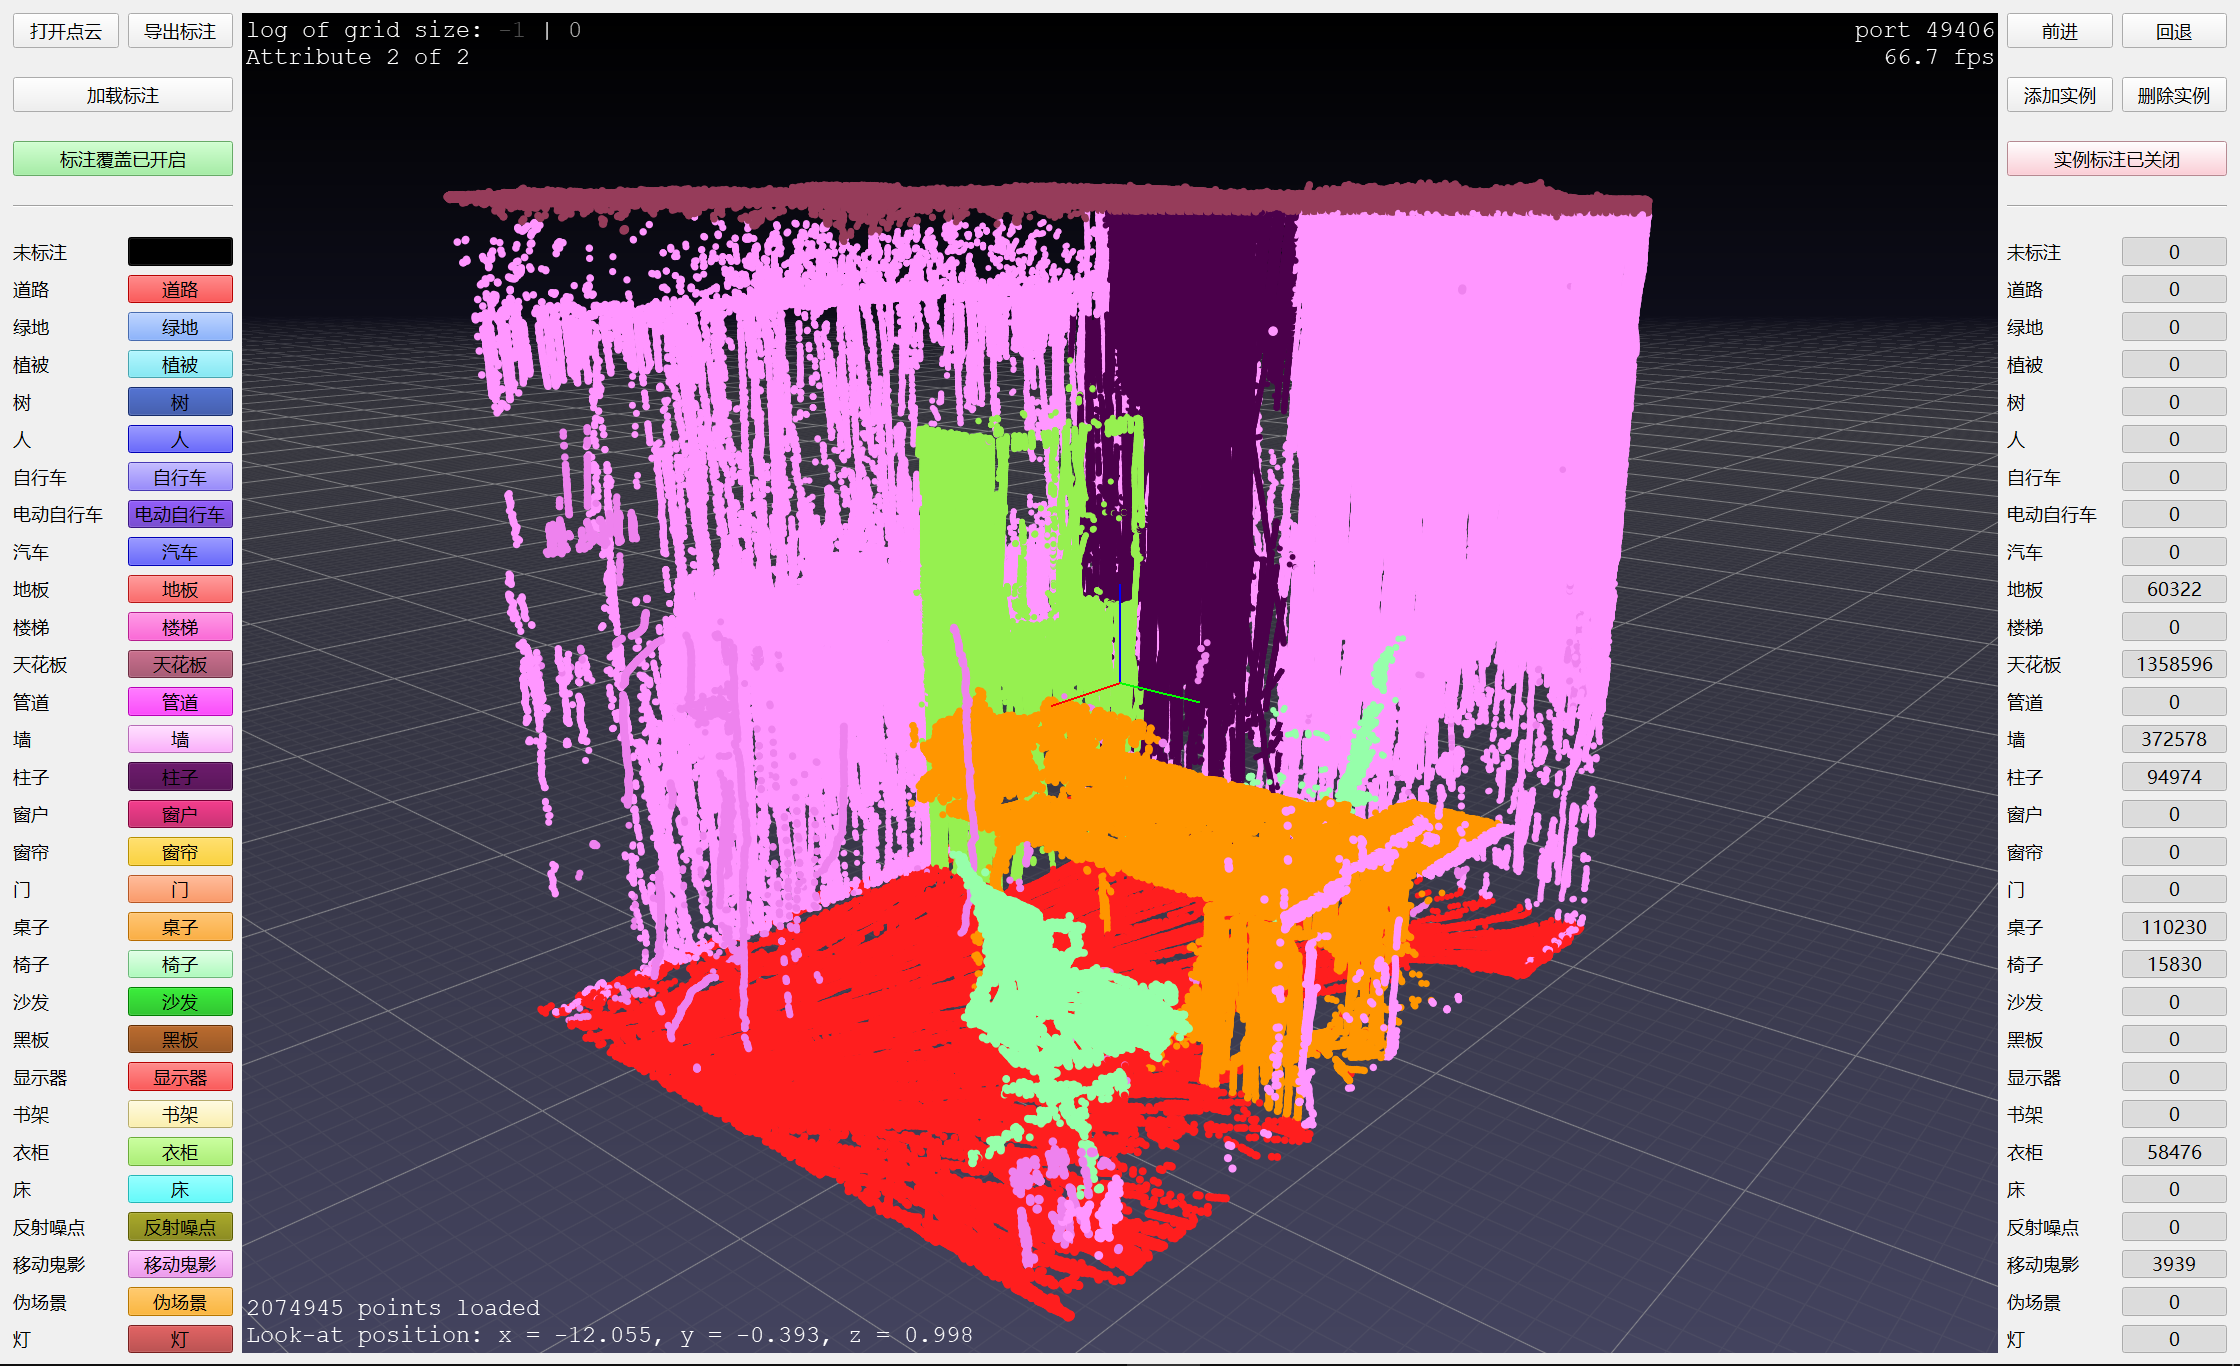 打开点云 导出标注
加载标注
标注覆盖已开启
未标注
道路 道路
绿地 绿地
植被 植被
树 树
人 人
自行车 自行车
电动自行车 电动自行车
汽车 汽车
地板 地板
楼梯 楼梯
天花板 天花板
管道 管道
墙 墙
柱子 柱子
窗户 窗户
窗帘 窗帘
门 门
桌子 桌子
椅子 椅子
沙发 沙发
黑板 黑板
显示器 显示器
书架 书架
衣柜 衣柜
床 床
反射噪点 反射噪点
移动鬼影 移动鬼影
伪场景 伪场景
灯 灯
log of grid size: -1 | 0
Attribute 2 of 2
port 49406
66.7 fps
2074945 points loaded
Look-at position: x = -12.055, y = -0.393, z = 0.998
前进 回退
添加实例 删除实例
实例标注已关闭
未标注 0
道路 0
绿地 0
植被 0
树 0
人 0
自行车 0
电动自行车 0
汽车 0
地板 60322
楼梯 0
天花板 1358596
管道 0
墙 372578
柱子 94974
窗户 0
窗帘 0
门 0
桌子 110230
椅子 15830
沙发 0
黑板 0
显示器 0
书架 0
衣柜 58476
床 0
反射噪点 0
移动鬼影 3939
伪场景 0
灯 0